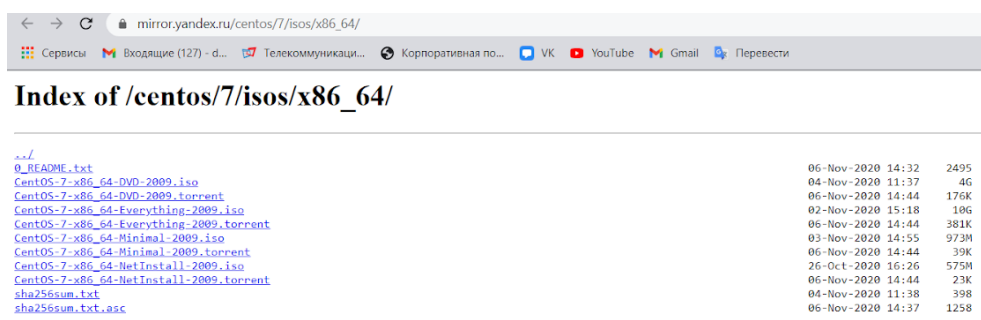 mirror.yandex.ru/centos/7/isos/x86_64/
Сервисы Входящие (127) - d... Телекоммуникаци... Корпоративная по... VK YouTube Gmail Перевести
Index of /centos/7/isos/x86_64/
../
0_README.txt 06-Nov-2020 14:32 2495
CentOS-7-x86_64-DVD-2009.iso 04-Nov-2020 11:37 4G
CentOS-7-x86_64-DVD-2009.torrent 06-Nov-2020 14:44 176K
CentOS-7-x86_64-Everything-2009.iso 02-Nov-2020 15:18 10G
CentOS-7-x86_64-Everything-2009.torrent 06-Nov-2020 14:44 381K
CentOS-7-x86_64-Minimal-2009.iso 03-Nov-2020 14:55 973M
CentOS-7-x86_64-Minimal-2009.torrent 06-Nov-2020 14:44 39K
CentOS-7-x86_64-NetInstall-2009.iso 26-Oct-2020 16:26 575M
CentOS-7-x86_64-NetInstall-2009.torrent 06-Nov-2020 14:44 23K
sha256sum.txt 04-Nov-2020 11:38 398
sha256sum.txt.asc 06-Nov-2020 14:37 1258